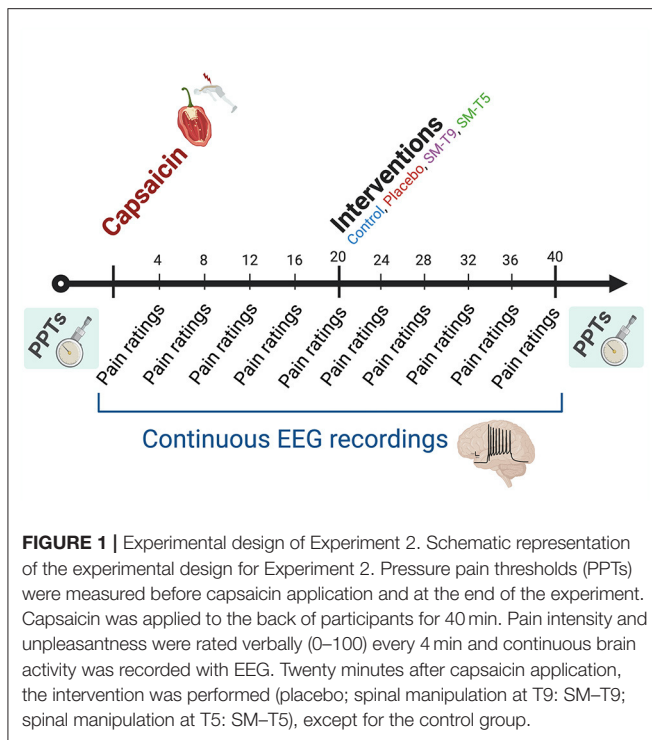 Capsaicin
Interventions
Control, Placebo, SM-T9, SM-T5
4 8 12 16 20 24 28 32 36 40
PPTs
Pain ratings
Pain ratings
Pain ratings
Pain ratings
Pain ratings
Pain ratings
Pain ratings
Pain ratings
Pain ratings
Pain ratings
PPTs
Continuous EEG recordings
FIGURE 1 | Experimental design of Experiment 2. Schematic representation
of the experimental design for Experiment 2. Pressure pain thresholds (PPTs)
were measured before capsaicin application and at the end of the experiment.
Capsaicin was applied to the back of participants for 40 min. Pain intensity and
unpleasantness were rated verbally (0–100) every 4 min and continuous brain
activity was recorded with EEG. Twenty minutes after capsaicin application,
the intervention was performed (placebo; spinal manipulation at T9: SM–T9;
spinal manipulation at T5: SM–T5), except for the control group.